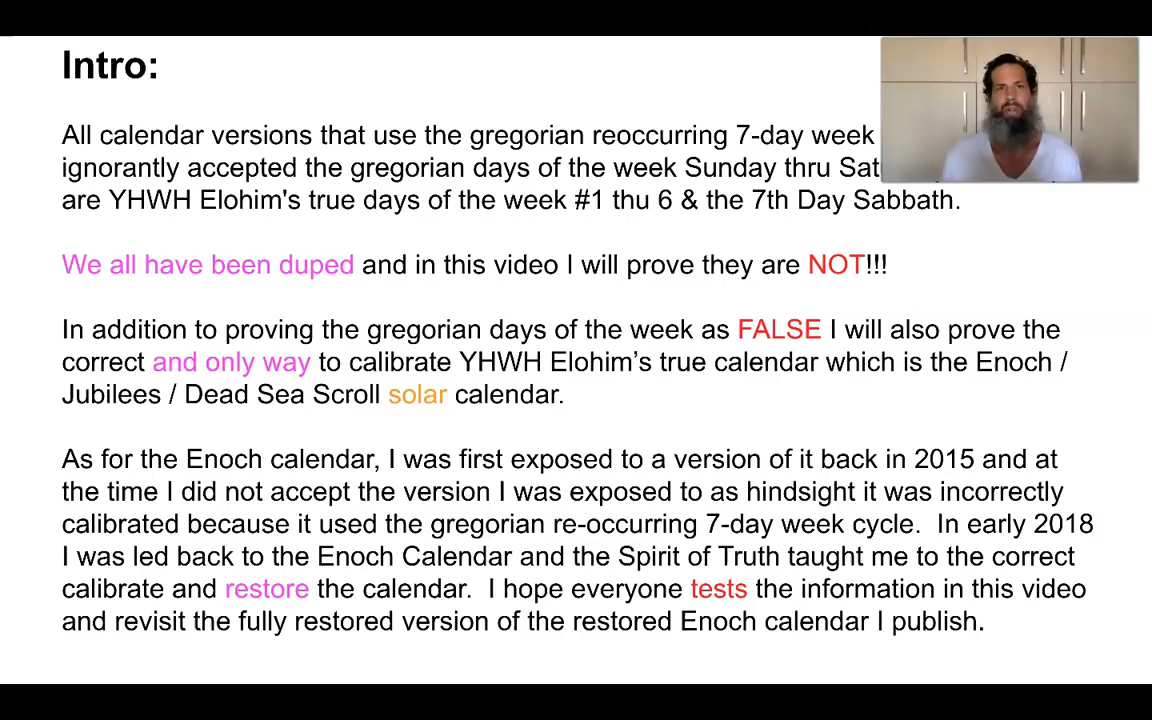 Intro:
All calendar versions that use the gregorian reoccurring 7-day week
ignorantly accepted the gregorian days of the week Sunday thru
are YHWH Elohim's true days of the week #1 thu 6 & the 7th Day Sabbath.
We all have been duped and in this video I will prove they are NOT!!!
In addition to proving the gregorian days of the week as FALSE I will also prove the
correct and only way to calibrate YHWH Elohim’s true calendar which is the Enoch /
Jubilees / Dead Sea Scroll solar calendar.
As for the Enoch calendar, I was first exposed to a version of it back in 2015 and at
the time I did not accept the version I was exposed to as hindsight it was incorrectly
calibrated because it used the gregorian re-occurring 7-day week cycle.  In early 2018
I was led back to the Enoch Calendar and the Spirit of Truth taught me to the correct
calibrate and restore the calendar.  I hope everyone tests the information in this video
and revisit the fully restored version of the restored Enoch calendar I publish.